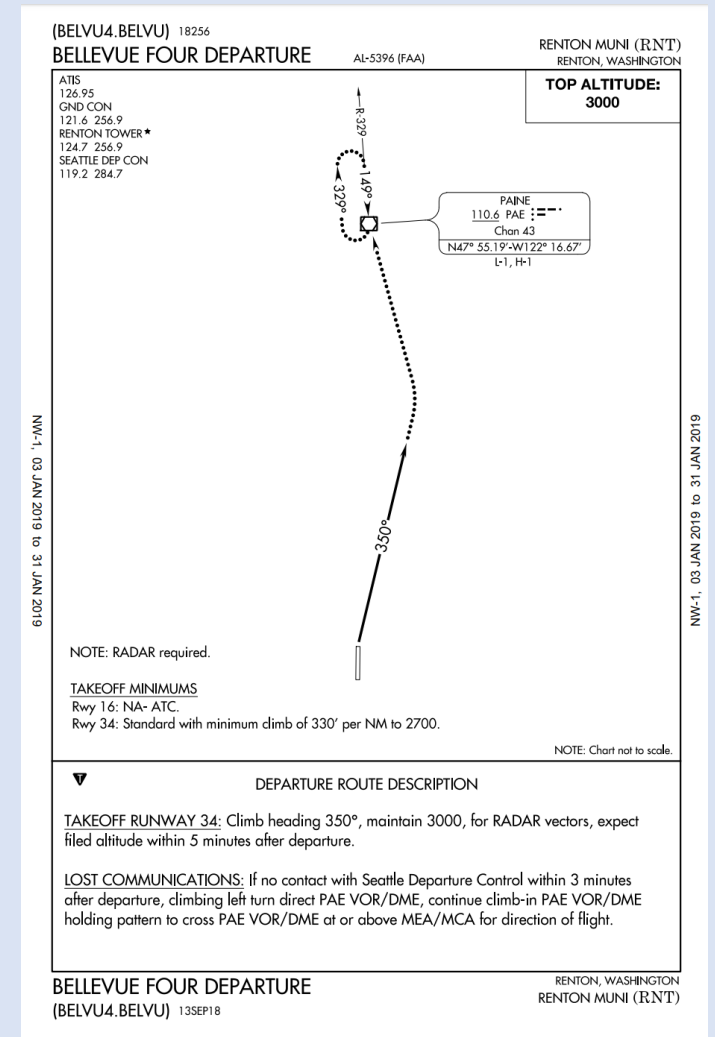 (BELVU4.BELVU) 18256
BELLEVUE FOUR DEPARTURE
AL-5396 (FAA)
RENTON MUNI (RNT)
RENTON, WASHINGTON
ATIS
126.95
GND CON
121.6 256.9
RENTON TOWER★
124.7 256.9
SEATTLE DEP CON
119.2 284.7
TOP ALTITUDE:
3000
R-329
149°
329°
PAINE
110.6 PAE
Chan 43
N47° 55.19′-W122° 16.67′
L-1, H-1
350°
NW-1, 03 JAN 2019 to 31 JAN 2019
NW-1, 03 JAN 2019 to 31 JAN 2019
NOTE: RADAR required.
TAKEOFF MINIMUMS
Rwy 16: NA- ATC.
Rwy 34: Standard with minimum climb of 330′ per NM to 2700.
NOTE: Chart not to scale.
T
DEPARTURE ROUTE DESCRIPTION
TAKEOFF RUNWAY 34: Climb heading 350°, maintain 3000, for RADAR vectors, expect
filed altitude within 5 minutes after departure.
LOST COMMUNICATIONS: If no contact with Seattle Departure Control within 3 minutes
after departure, climbing left turn direct PAE VOR/DME, continue climb-in PAE VOR/DME
holding pattern to cross PAE VOR/DME at or above MEA/MCA for direction of flight.
BELLEVUE FOUR DEPARTURE
(BELVU4.BELVU) 13SEP18
RENTON, WASHINGTON
RENTON MUNI (RNT)